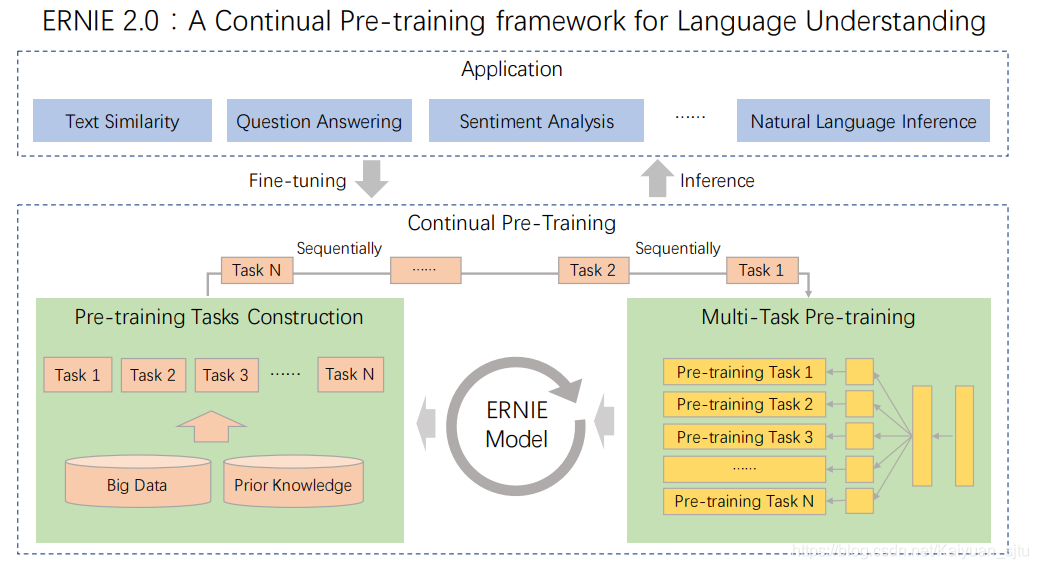 ERNIE 2.0：A Continual Pre-training framework for Language Understanding
Application
Text Similarity
Question Answering
Sentiment Analysis
......
Natural Language Inference
Fine-tuning
Inference
Continual Pre-Training
Sequentially
Sequentially
Task N
......
Task 2
Task 1
Pre-training Tasks Construction
Task 1
Task 2
Task 3
......
Task N
Big Data
Prior Knowledge
ERNIE
Model
Multi-Task Pre-training
Pre-training Task 1
Pre-training Task 2
Pre-training Task 3
......
Pre-training Task N
https://blog.csdn.net/Kaiyuan_sjtu